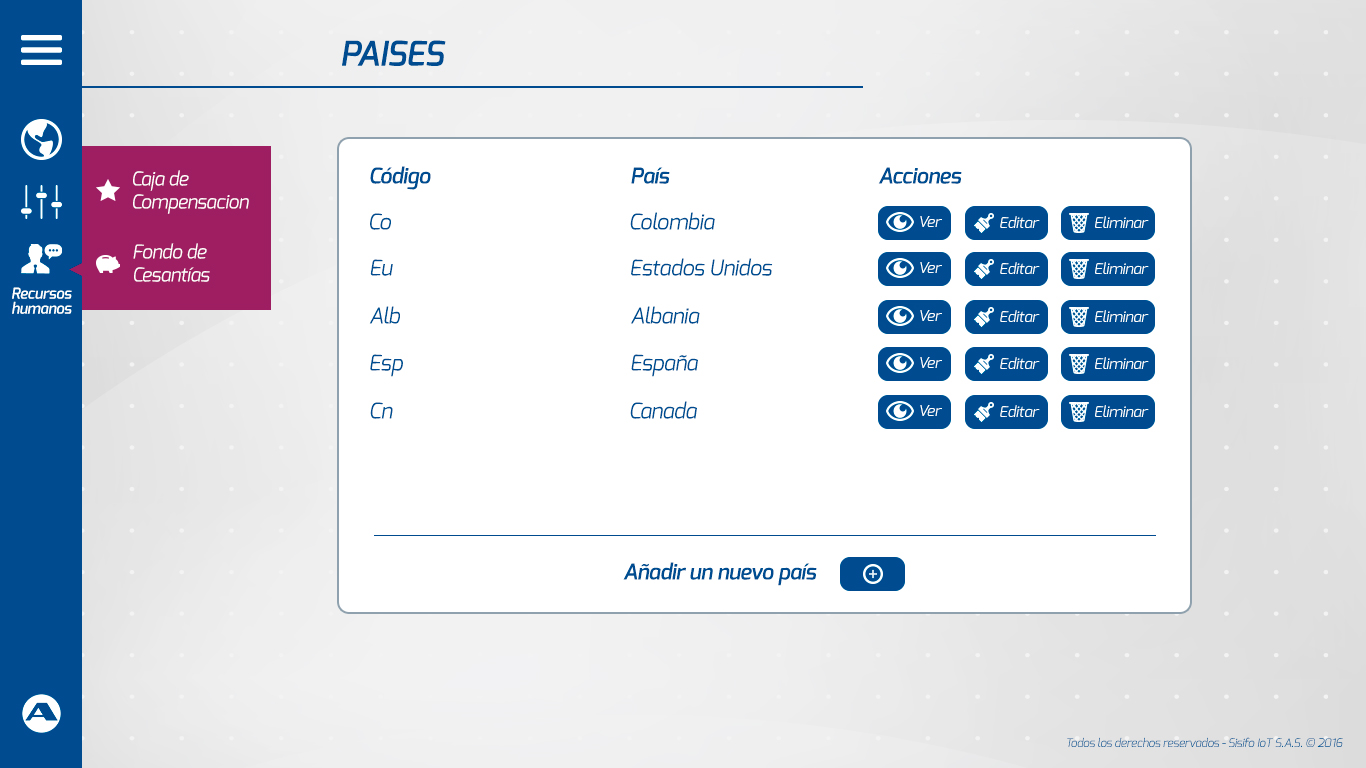 PAISES
Caja de
Compensacion
Fondo de
Cesantías
Recursos
humanos
Código País Acciones
Co Colombia Ver Editar Eliminar
Eu Estados Unidos Ver Editar Eliminar
Alb Albania Ver Editar Eliminar
Esp España Ver Editar Eliminar
Cn Canada Ver Editar Eliminar
Añadir un nuevo país
Todos los derechos reservados - Sisifo IoT S.A.S. © 2016